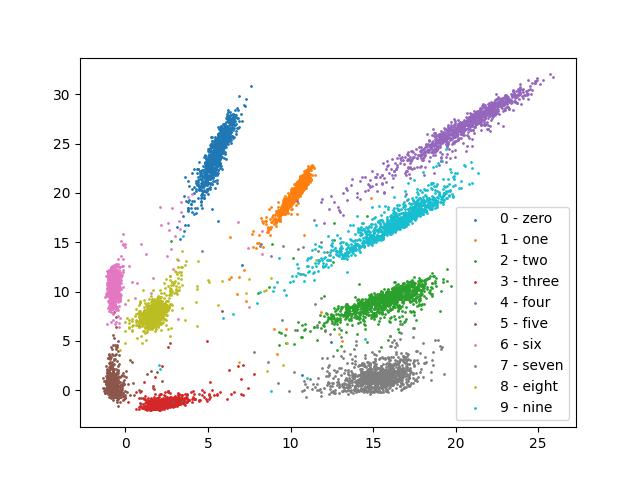 30
25
20
15
10
5
0
0 5 10 15 20 25
0 - zero
1 - one
2 - two
3 - three
4 - four
5 - five
6 - six
7 - seven
8 - eight
9 - nine